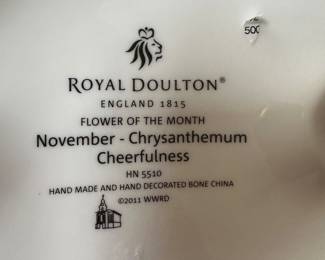 500
ROYAL DOULTON®
ENGLAND 1815
FLOWER OF THE MONTH
November - Chrysanthemum
Cheerfulness
HN 5510
HAND MADE AND HAND DECORATED BONE CHINA
©2011 WWRD